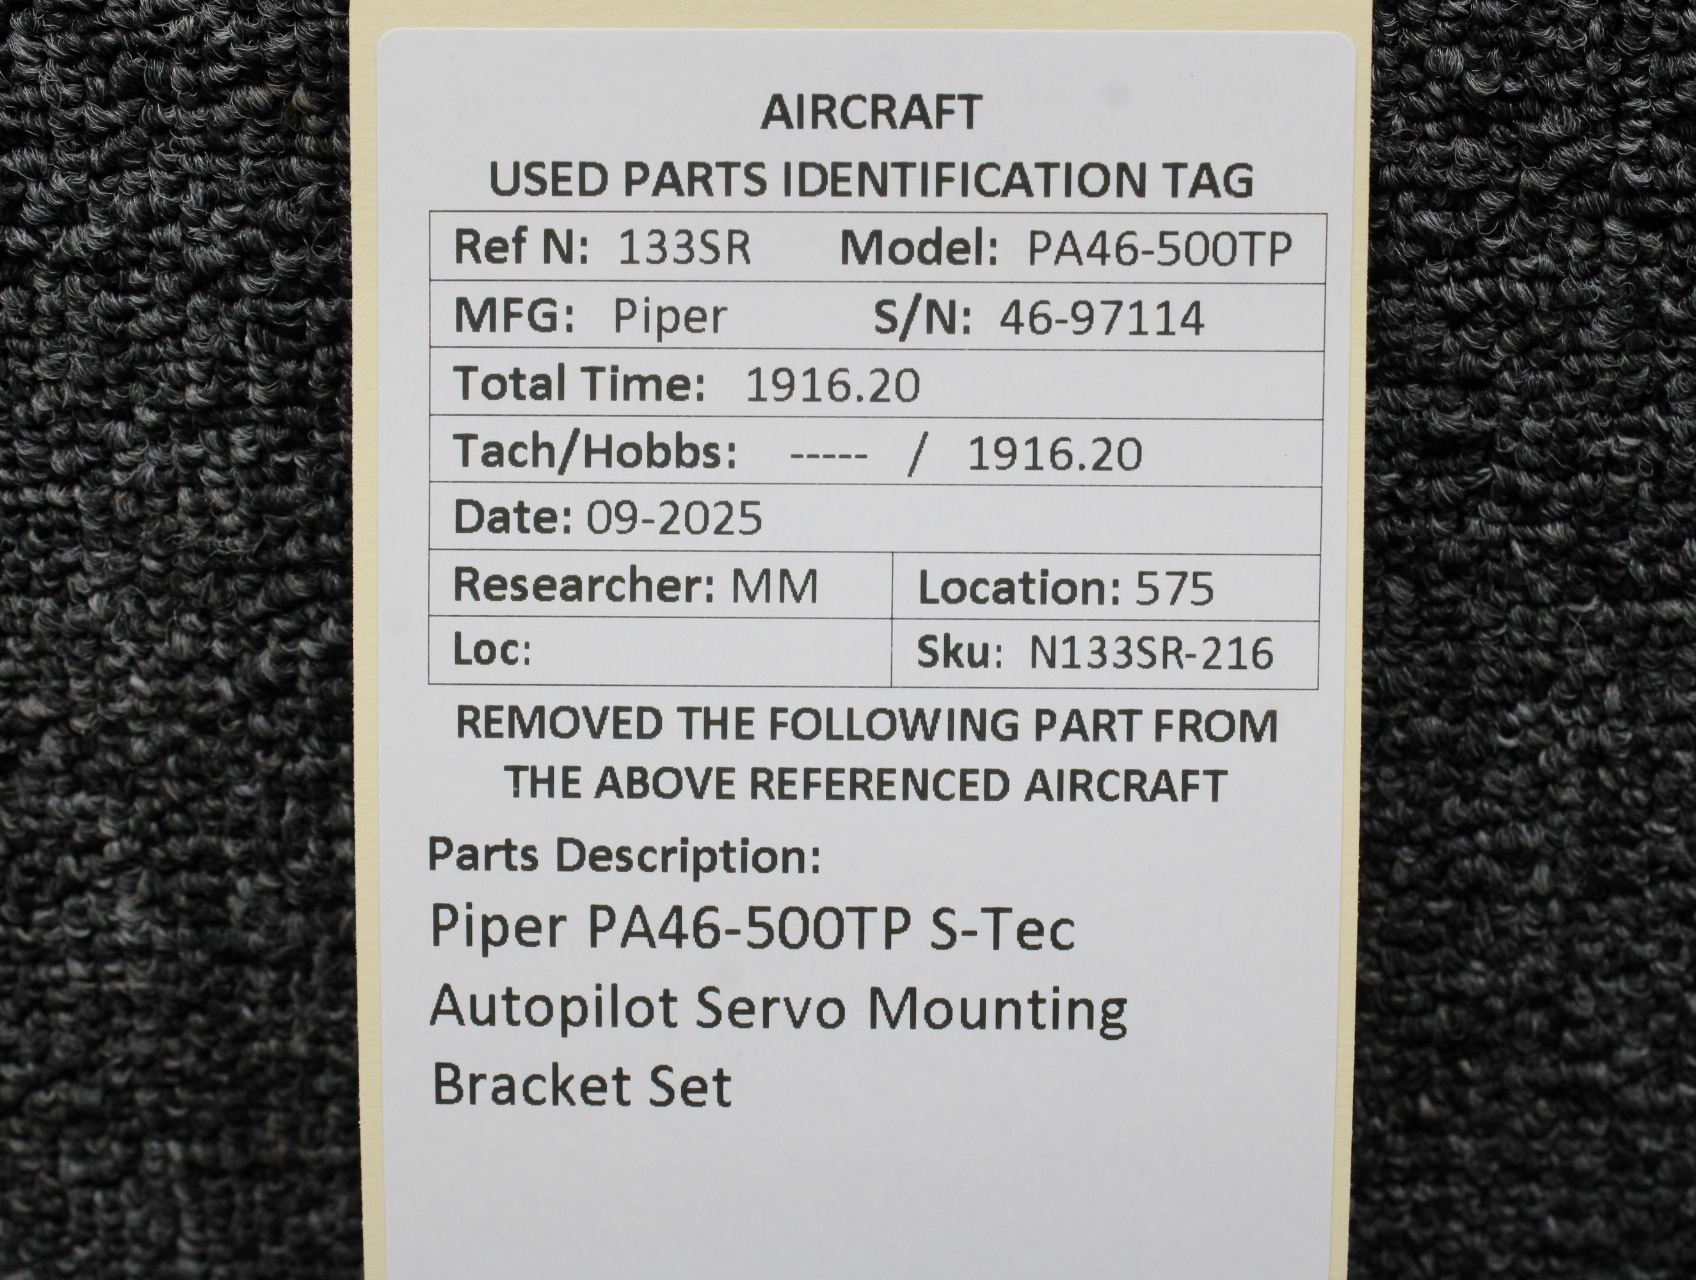 AIRCRAFT
USED PARTS IDENTIFICATION TAG
Ref N: 133SR Model: PA46-500TP
MFG: Piper S/N: 46-97114
Total Time: 1916.20
Tach/Hobbs: ----- / 1916.20
Date: 09-2025
Researcher: MM Location: 575
Loc: Sku: N133SR-216
REMOVED THE FOLLOWING PART FROM
THE ABOVE REFERENCED AIRCRAFT
Parts Description:
Piper PA46-500TP S-Tec
Autopilot Servo Mounting
Bracket Set